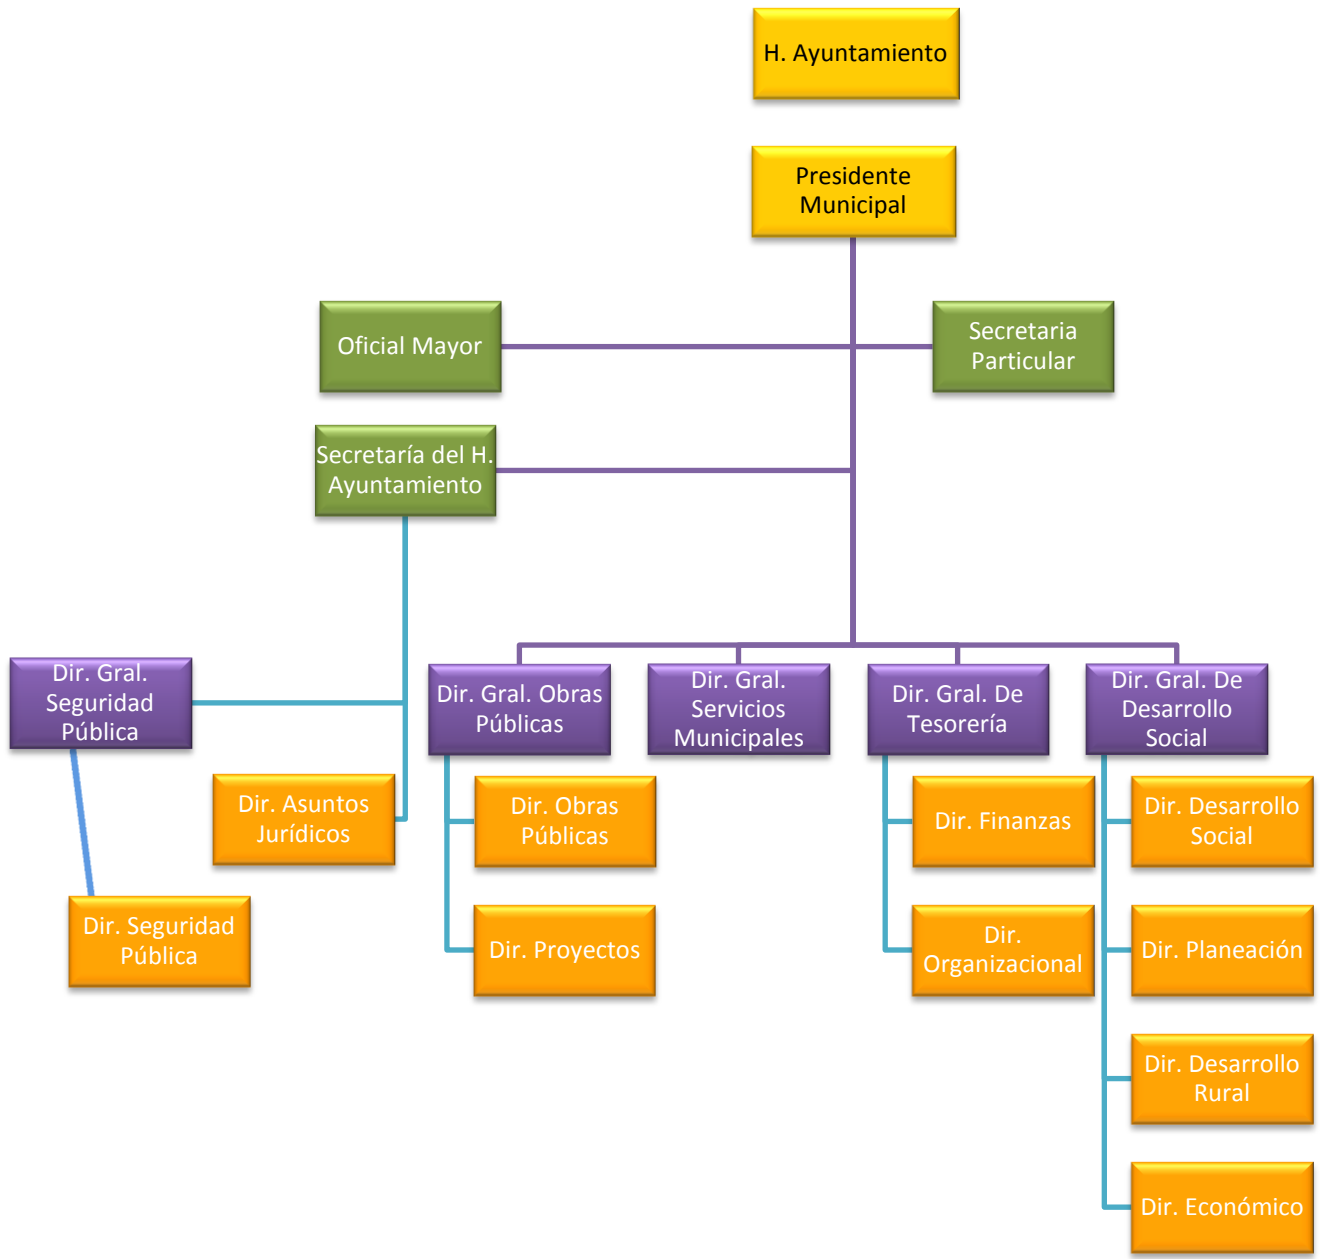 H. Ayuntamiento
Presidente
Municipal
Oficial Mayor
Secretaria
Particular
Secretaría del H.
Ayuntamiento
Dir. Gral.
Seguridad
Pública
Dir. Gral. Obras
Públicas
Dir. Gral.
Servicios
Municipales
Dir. Gral. De
Tesorería
Dir. Gral. De
Desarrollo
Social
Dir. Asuntos
Jurídicos
Dir. Obras
Públicas
Dir. Finanzas
Dir. Desarrollo
Social
Dir. Seguridad
Pública
Dir. Proyectos
Dir.
Organizacional
Dir. Planeación
Dir. Desarrollo
Rural
Dir. Económico